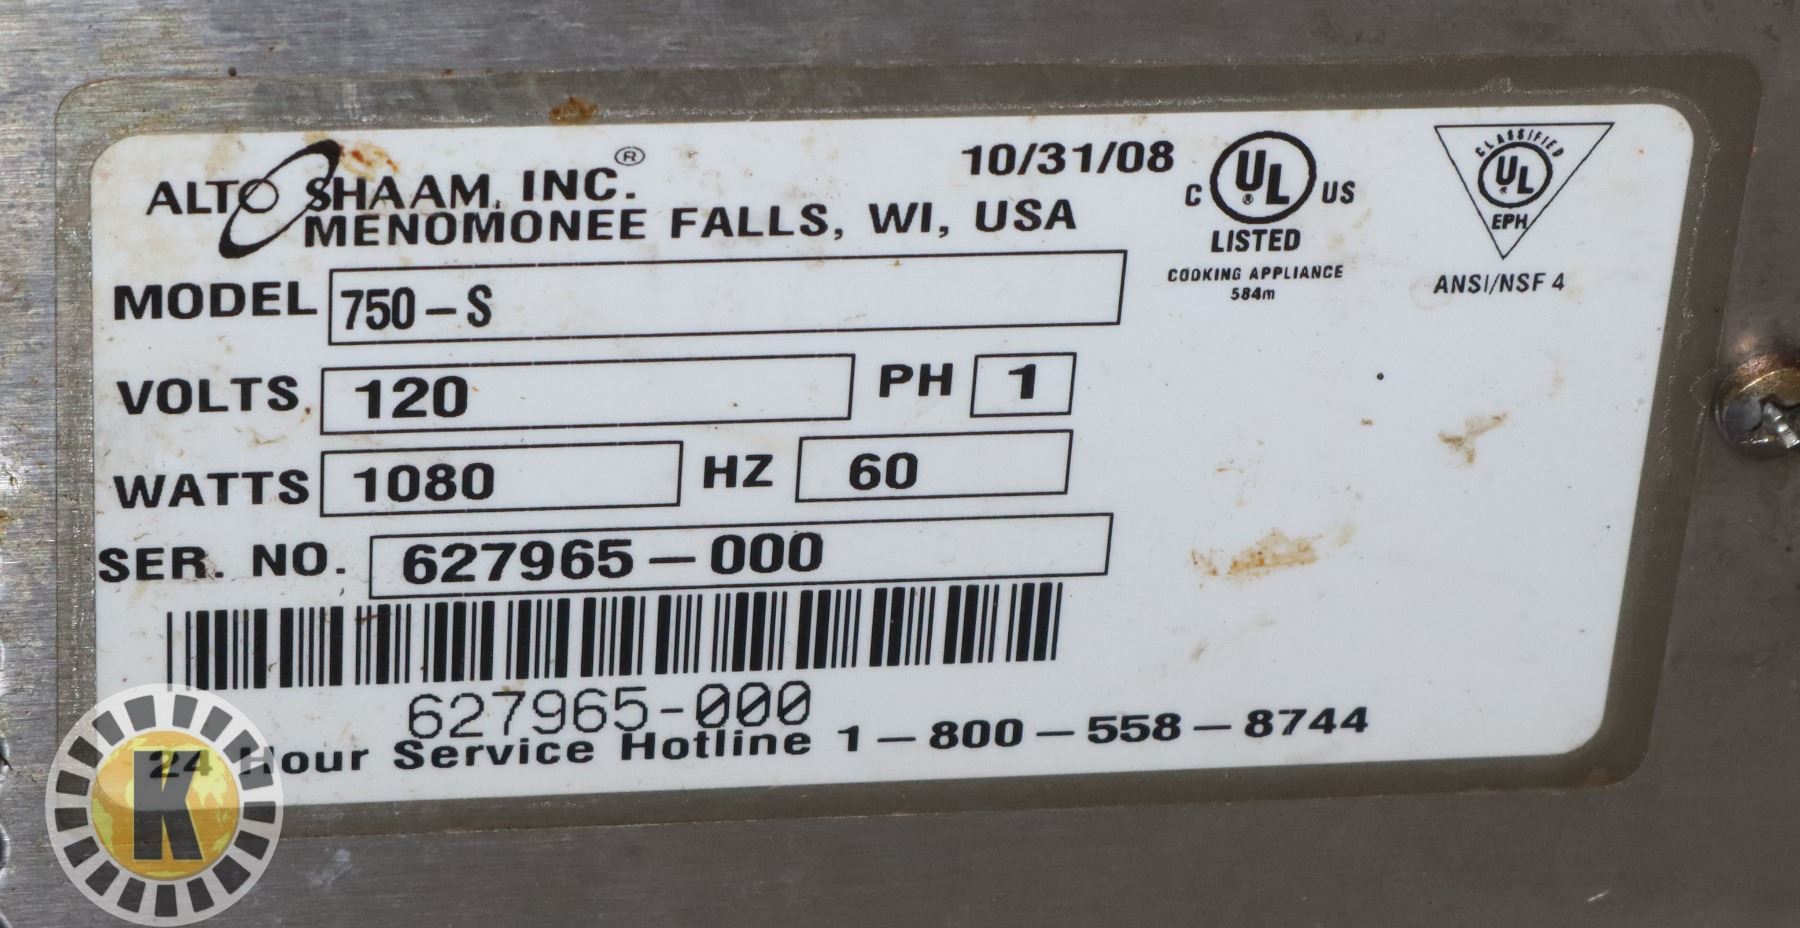 ALTO SHAAM, INC.®
MENOMONEE FALLS, WI, USA
10/31/08
C UL ® US
LISTED
COOKING APPLIANCE
584m
CLASSIFIED
UL ®
EPH
ANSI/NSF 4
MODEL 750-S
VOLTS 120 PH 1
WATTS 1080 HZ 60
SER. NO. 627965-000
627965-000
24 Hour Service Hotline 1-800-558-8744
K